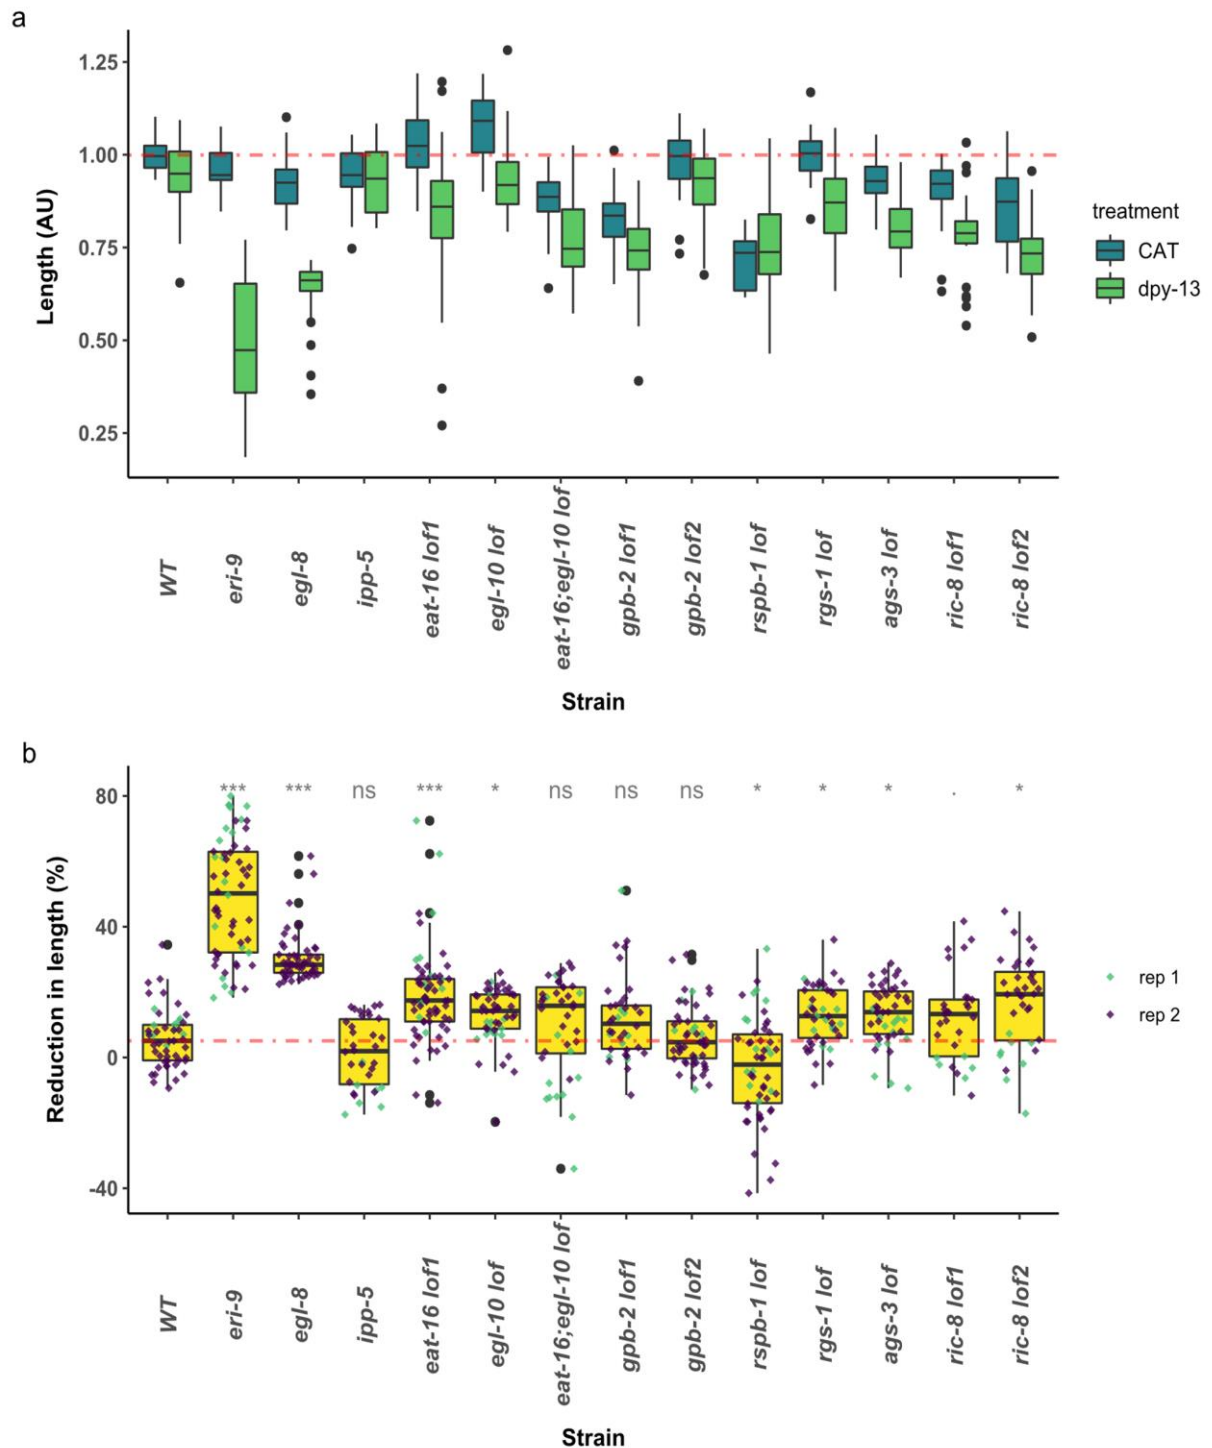 a
1.25
1.00
0.75
0.50
0.25
Length (AU)
treatment
CAT
dpy-13
WT
eri-9
egl-8
ipp-5
eat-16 lof1
egl-10 lof
eat-16;egl-10 lof
gpb-2 lof1
gpb-2 lof2
rspb-1 lof
rgs-1 lof
ags-3 lof
ric-8 lof1
ric-8 lof2
Strain
b
*** *** ns *** * ns ns ns * * * . *
80
40
0
-40
Reduction in length (%)
rep 1
rep 2
WT
eri-9
egl-8
ipp-5
eat-16 lof1
egl-10 lof
eat-16;egl-10 lof
gpb-2 lof1
gpb-2 lof2
rspb-1 lof
rgs-1 lof
ags-3 lof
ric-8 lof1
ric-8 lof2
Strain